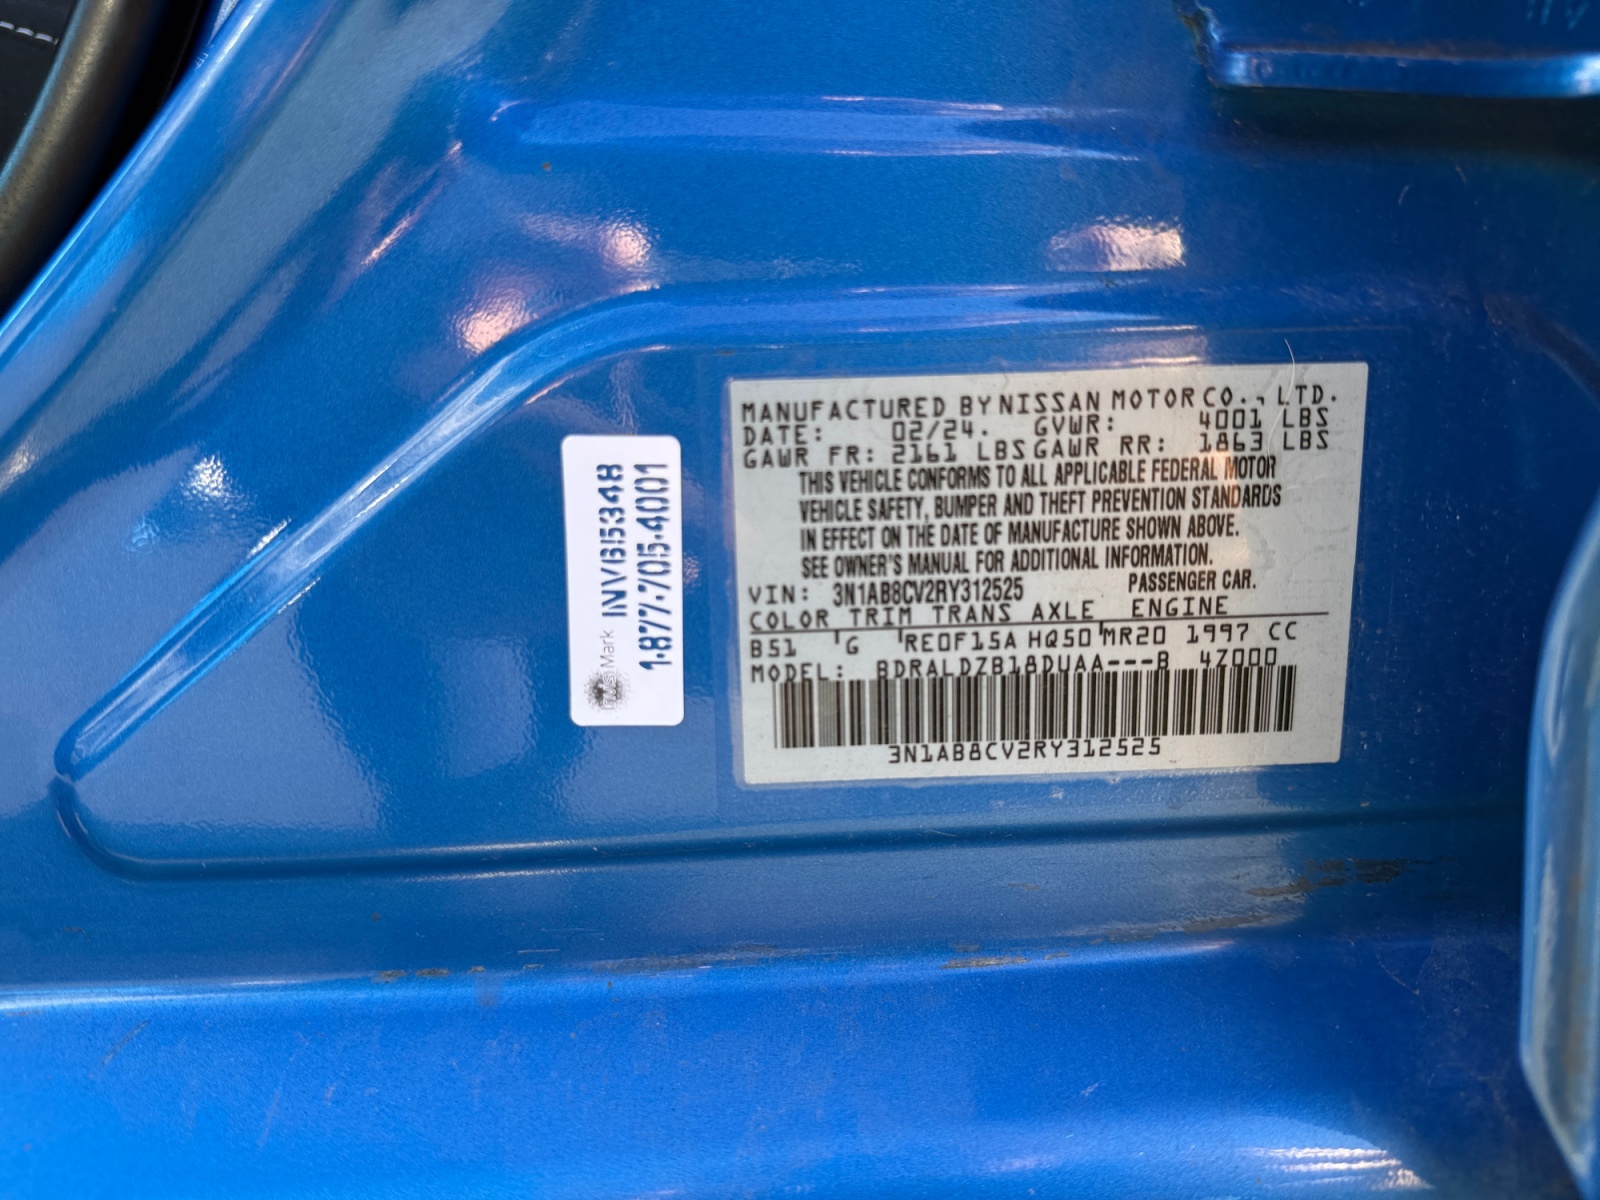 MANUFACTURED BY NISSAN MOTOR CO., LTD.
DATE: 02/24. GVWR: 4001 LBS
GAWR FR: 2161 LBS GAWR RR: 1863 LBS
THIS VEHICLE CONFORMS TO ALL APPLICABLE FEDERAL MOTOR
VEHICLE SAFETY, BUMPER AND THEFT PREVENTION STANDARDS
IN EFFECT ON THE DATE OF MANUFACTURE SHOWN ABOVE.
SEE OWNER'S MANUAL FOR ADDITIONAL INFORMATION.
VIN: 3N1AB8CV2RY312525 PASSENGER CAR.
COLOR TRIM TRANS AXLE ENGINE
B51 G RE0F15A HQ50 MR20 1997 CC
MODEL: BDRALDZB18DUAA---B 4Z000
3N1AB8CV2RY312525
Mark INVB5348
1-877-705-4001